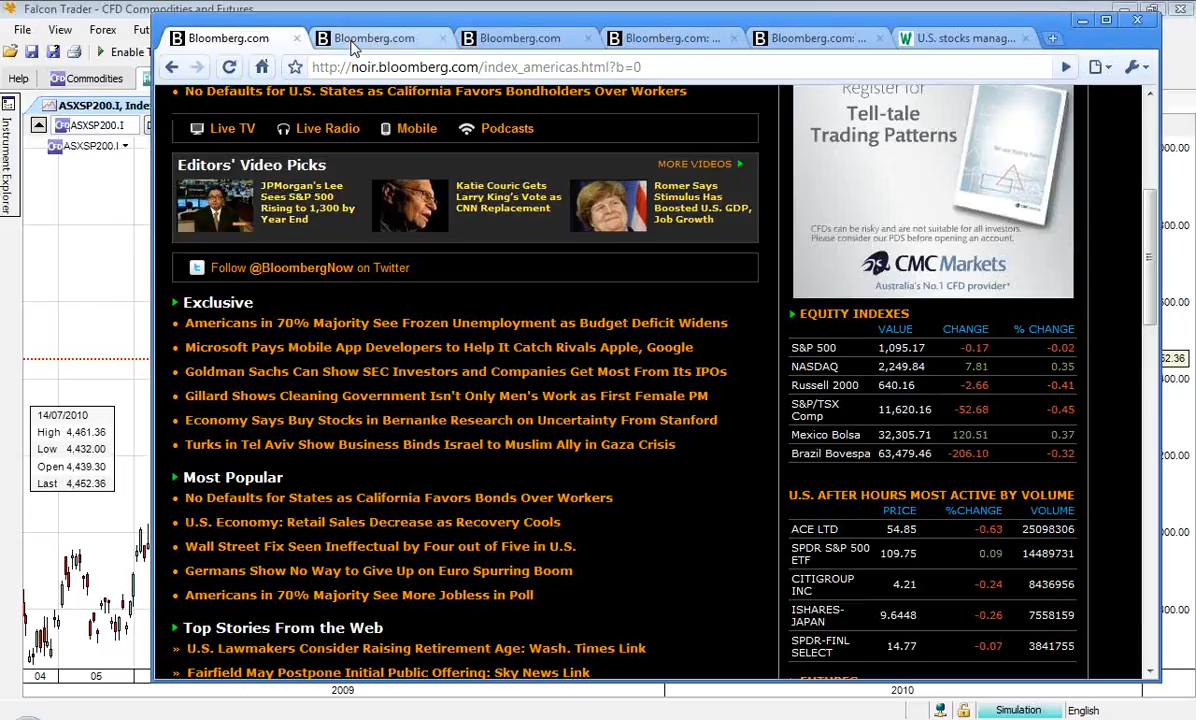 Falcon Trader - CFD Commodities and Futures
File View Forex
Enable T
Help Commodities
ASXSP200.I, Inde
ASXSP200.I
ASXSP200.I
Instrument Explorer
14/07/2010
High 4,461.36
Low 4,432.00
Open 4,439.30
Last 4,452.36
Bloomberg.com Bloomberg.com Bloomberg.com Bloomberg.com: ... Bloomberg.com: ... U.S. stocks manag...
http://noir.bloomberg.com/index_americas.html?b=0
No Defaults for U.S. States as California Favors Bondholders Over Workers
Live TV Live Radio Mobile Podcasts
Editors' Video Picks MORE VIDEOS
JPMorgan's Lee
Sees S&P 500
Rising to 1,300 by
Year End
Katie Couric Gets
Larry King's Vote as
CNN Replacement
Romer Says
Stimulus Has
Boosted U.S. GDP,
Job Growth
Follow @BloombergNow on Twitter
Exclusive
Americans in 70% Majority See Frozen Unemployment as Budget Deficit Widens
Microsoft Pays Mobile App Developers to Help It Catch Rivals Apple, Google
Goldman Sachs Can Show SEC Investors and Companies Get Most From Its IPOs
Gillard Shows Cleaning Government Isn't Only Men's Work as First Female PM
Economy Says Buy Stocks in Bernanke Research on Uncertainty From Stanford
Turks in Tel Aviv Show Business Binds Israel to Muslim Ally in Gaza Crisis
Most Popular
No Defaults for States as California Favors Bonds Over Workers
U.S. Economy: Retail Sales Decrease as Recovery Cools
Wall Street Fix Seen Ineffectual by Four out of Five in U.S.
Germans Show No Way to Give Up on Euro Spurring Boom
Americans in 70% Majority See More Jobless in Poll
Top Stories From the Web
U.S. Lawmakers Consider Raising Retirement Age: Wash. Times Link
Fairfield May Postpone Initial Public Offering: Sky News Link
Register for
Tell-tale
Trading Patterns
CFDs can be risky and are not suitable for all investors.
Please consider our PDS before opening an account.
CMC Markets
Australia's No.1 CFD provider*
EQUITY INDEXES
VALUE CHANGE % CHANGE
S&P 500 1,095.17 -0.17 -0.02
NASDAQ 2,249.84 7.81 0.35
Russell 2000 640.16 -2.66 -0.41
S&P/TSX
Comp 11,620.16 -52.68 -0.45
Mexico Bolsa 32,305.71 120.51 0.37
Brazil Bovespa 63,479.46 -206.10 -0.32
U.S. AFTER HOURS MOST ACTIVE BY VOLUME
PRICE %CHANGE VOLUME
ACE LTD 54.85 -0.63 25098306
SPDR S&P 500
ETF 109.75 0.09 14489731
CITIGROUP
INC 4.21 -0.24 8436956
ISHARES-
JAPAN 9.6448 -0.26 7558159
SPDR-FINL
SELECT 14.77 -0.07 3841755
04 05
2009 2010
Simulation English